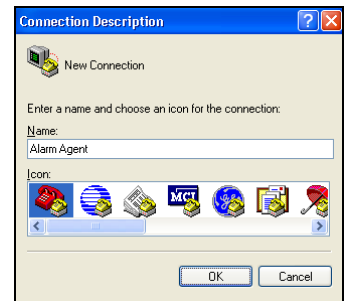 Connection Description
New Connection
Enter a name and choose an icon for the connection:
Name:
Alarm Agent
Icon:
MCI
OK Cancel